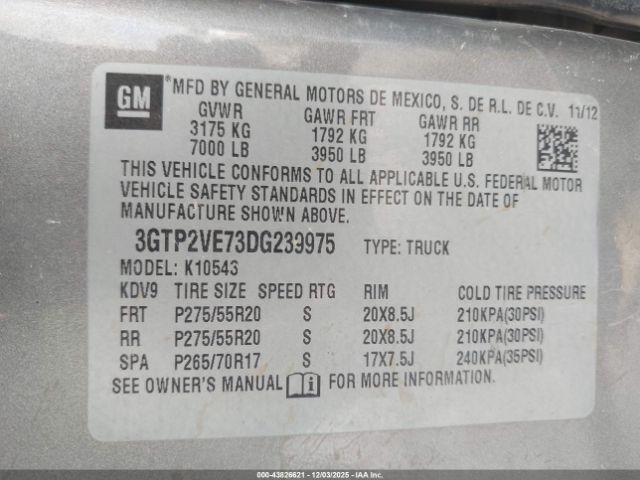 GM *MFD BY GENERAL MOTORS DE MEXICO, S. DE R.L. DE C.V. 11/12
GVWR GAWR FRT GAWR RR
3175 KG 1792 KG 1792 KG
7000 LB 3950 LB 3950 LB
THIS VEHICLE CONFORMS TO ALL APPLICABLE U.S. FEDERAL MOTOR
VEHICLE SAFETY STANDARDS IN EFFECT ON THE DATE OF
MANUFACTURE SHOWN ABOVE.
3GTP2VE73DG239975 TYPE: TRUCK
MODEL: K10543
KDV9 TIRE SIZE SPEED RTG RIM COLD TIRE PRESSURE
FRT P275/55R20 S 20X8.5J 210KPA(30PSI)
RR P275/55R20 S 20X8.5J 210KPA(30PSI)
SPA P265/70R17 S 17X7.5J 240KPA(35PSI)
SEE OWNER'S MANUAL i FOR MORE INFORMATION.
000-43826621 - 12/03/2025 - COPART.CA